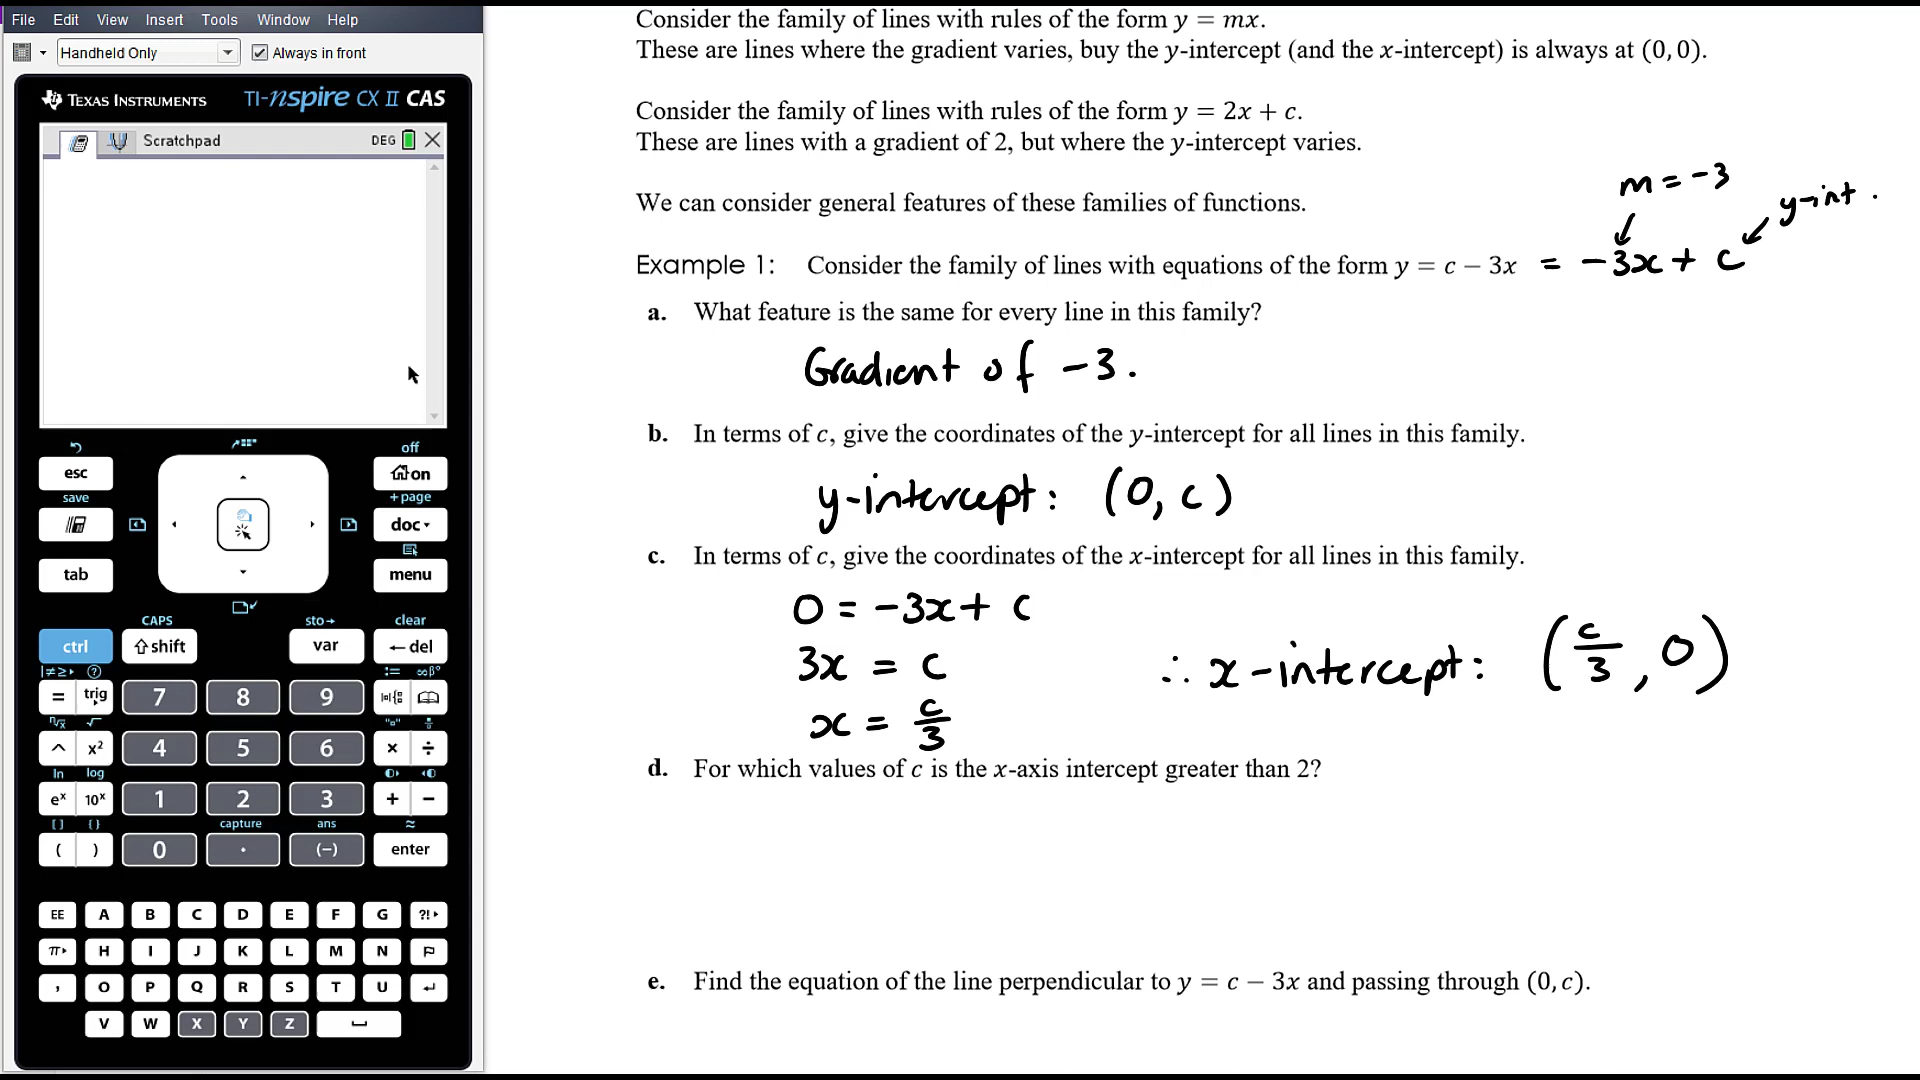 File Edit View Insert Tools Window Help
Handheld Only Always in front
TEXAS INSTRUMENTS TI-nspire CX II CAS
Scratchpad DEG
off
esc on
save + page
doc
tab menu
CAPS sto→ clear
ctrl ⇧shift var ←del
|≠≥▸ ? := ∞β°
= trig 7 8 9
ⁿ√x √ "□"
^ x² 4 5 6 × ÷
ln log
eˣ 10ˣ 1 2 3 + −
[ ] { } capture ans ≈
( ) 0 . (−) enter
EE A B C D E F G ?!▸
π▸ H I J K L M N
, O P Q R S T U ↵
V W X Y Z
Consider the family of lines with rules of the form y = mx.
These are lines where the gradient varies, buy the y-intercept (and the x-intercept) is always at (0, 0).
Consider the family of lines with rules of the form y = 2x + c.
These are lines with a gradient of 2, but where the y-intercept varies.
m = -3
y-int.
We can consider general features of these families of functions.
Example 1: Consider the family of lines with equations of the form y = c − 3x = -3x + c
a. What feature is the same for every line in this family?
Gradient of -3.
b. In terms of c, give the coordinates of the y-intercept for all lines in this family.
y-intercept: (0, c)
c. In terms of c, give the coordinates of the x-intercept for all lines in this family.
0 = -3x + c
3x = c
∴ x-intercept: (c/3, 0)
x = c/3
d. For which values of c is the x-axis intercept greater than 2?
e. Find the equation of the line perpendicular to y = c − 3x and passing through (0, c).